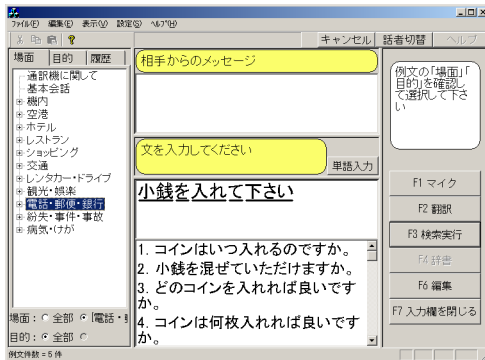 ファイル(F) 編集(E) 表示(V) 設定(S) ヘルプ(H)
キャンセル 話者切替 ヘルプ
場面 目的 履歴
通訳機に関して
基本会話
機内
空港
ホテル
レストラン
ショッピング
交通
レンタカー・ドライブ
観光・娯楽
電話・郵便・銀行
紛失・事件・事故
病気・けが
場面: 全部 [電話・
目的: 全部
例文件数 = 5 件
相手からのメッセージ
文を入力してください
単語入力
小銭を入れて下さい
1. コインはいつ入れるのですか。
2. 小銭を混ぜていただけますか。
3. どのコインを入れれば良いです
か。
4. コインは何枚入れれば良いです
か。
例文の「場面」「
目的」を確認し
て選択して下さ
い
F1 マイク
F2 翻訳
F3 検索実行
F4 辞書
F6 編集
F7 入力欄を閉じる